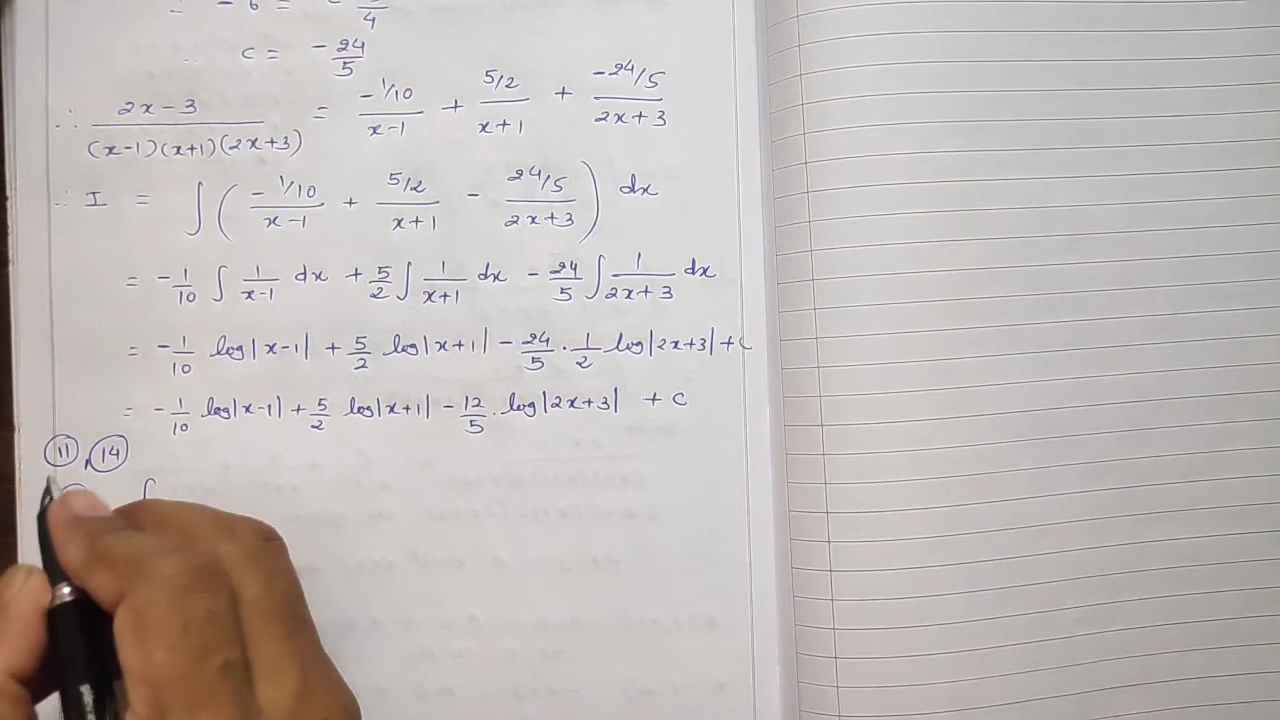 ∴ - 6 = 4
∴ c = -24/5
∴ (2x-3)/((x-1)(x+1)(2x+3)) = (-1/10)/(x-1) + (5/2)/(x+1) + (-24/5)/(2x+3)
∴ I = ∫( (-1/10)/(x-1) + (5/2)/(x+1) - (24/5)/(2x+3) ) dx
= -1/10 ∫ 1/(x-1) dx + 5/2 ∫ 1/(x+1) dx - 24/5 ∫ 1/(2x+3) dx
= -1/10 log|x-1| + 5/2 log|x+1| - 24/5 . 1/2 log|2x+3| + c
= -1/10 log|x-1| + 5/2 log|x+1| - 12/5 . log|2x+3| + c
11, 14
∫